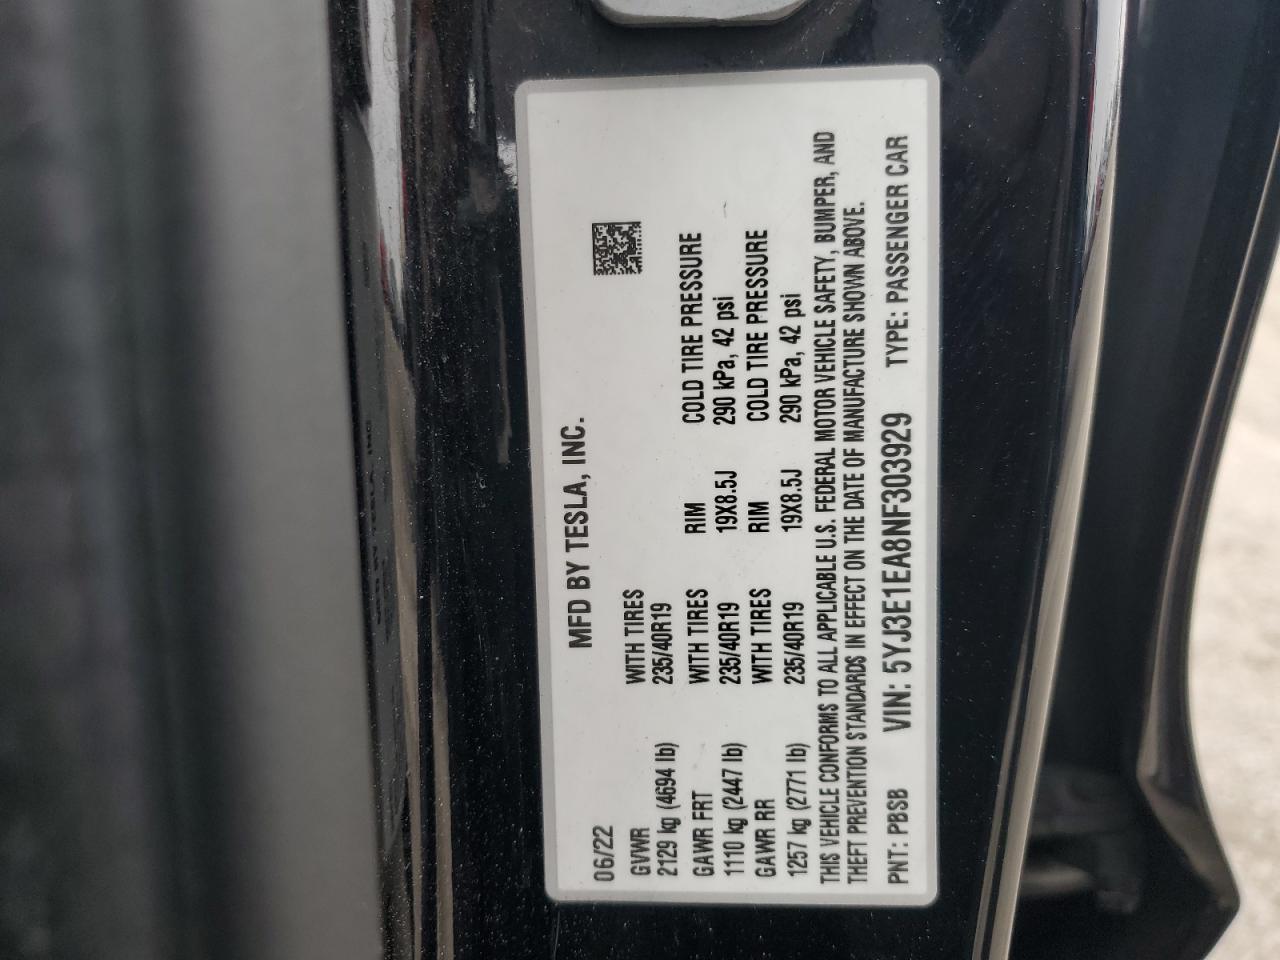 MFD BY TESLA, INC.
06/22
GVWR WITH TIRES
2129 kg (4694 lb) 235/40R19
GAWR FRT WITH TIRES RIM COLD TIRE PRESSURE
1110 kg (2447 lb) 235/40R19 19X8.5J 290 kPa, 42 psi
GAWR RR WITH TIRES RIM COLD TIRE PRESSURE
1257 kg (2771 lb) 235/40R19 19X8.5J 290 kPa, 42 psi
THIS VEHICLE CONFORMS TO ALL APPLICABLE U.S. FEDERAL MOTOR VEHICLE SAFETY, BUMPER, AND
THEFT PREVENTION STANDARDS IN EFFECT ON THE DATE OF MANUFACTURE SHOWN ABOVE.
PNT: PBSB VIN: 5YJ3E1EA8NF303929 TYPE: PASSENGER CAR